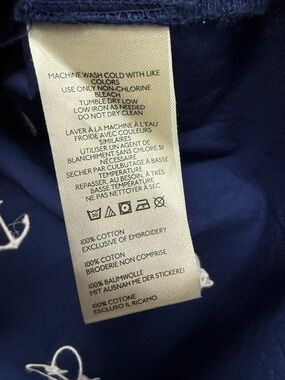 MACHINE WASH COLD WITH LIKE
COLORS
USE ONLY NON-CHLORINE
BLEACH
TUMBLE DRY LOW
LOW IRON AS NEEDED
DO NOT DRY CLEAN
LAVER À LA MACHINE À L'EAU
FROIDE AVEC COULEURS
SIMILAIRES
UTILISER UN AGENT DE
BLANCHIMENT SANS CHLORE SI
NÉCESSAIRE
SECHER PAR CULBUTAGE À BASSE
TEMPERATURE
REPASSER, AU BESOIN, À TRÈS
BASSE TEMPÉRATURE
NE PAS NETTOYER À SEC
100% COTTON
EXCLUSIVE OF EMBROIDERY
100% COTON
BRODERIE NON COMPRISE
100% BAUMWOLLE
MIT AUSNAHME DER STICKEREI
100% COTONE
ESCLUSO IL RICAMO